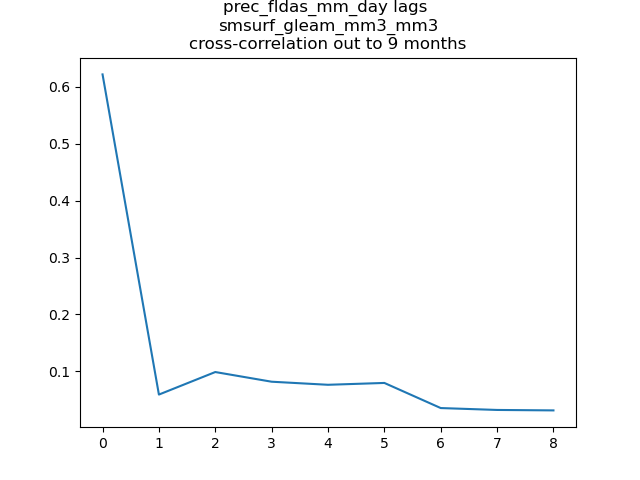 prec_fldas_mm_day lags
smsurf_gleam_mm3_mm3
cross-correlation out to 9 months
0.6
0.5
0.4
0.3
0.2
0.1
0 1 2 3 4 5 6 7 8